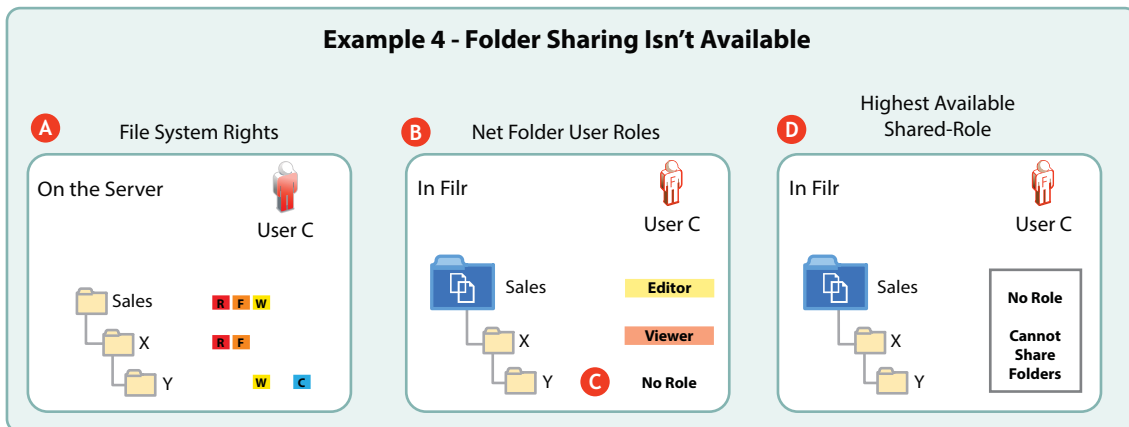 Example 4 - Folder Sharing Isn't Available
A
File System Rights
On the Server
User C
Sales
R F W
X
R F
Y
W C
B
Net Folder User Roles
In Filr
F
User C
Sales
Editor
X
Viewer
Y
C
No Role
D
Highest Available
Shared-Role
In Filr
F
User C
Sales
X
Y
No Role
Cannot
Share
Folders